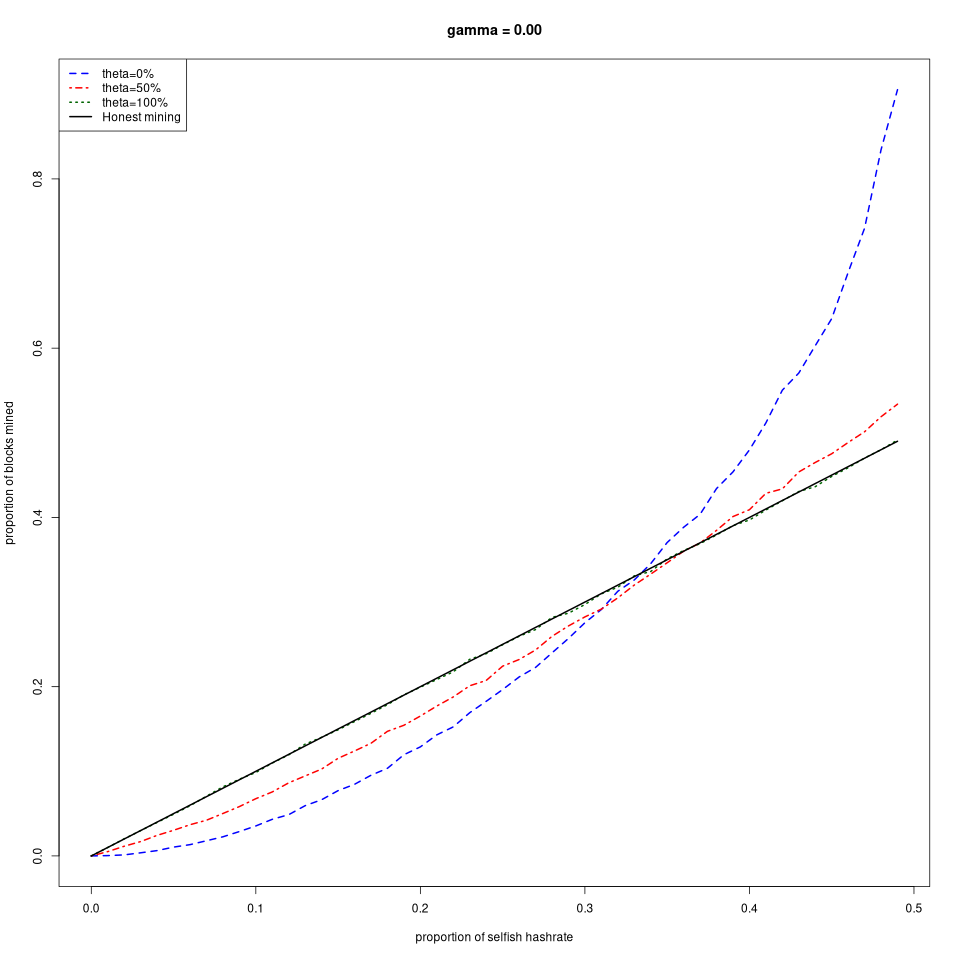 gamma = 0.00
theta=0%
theta=50%
theta=100%
Honest mining
proportion of blocks mined
0.8
0.6
0.4
0.2
0.0
0.0 0.1 0.2 0.3 0.4 0.5
proportion of selfish hashrate